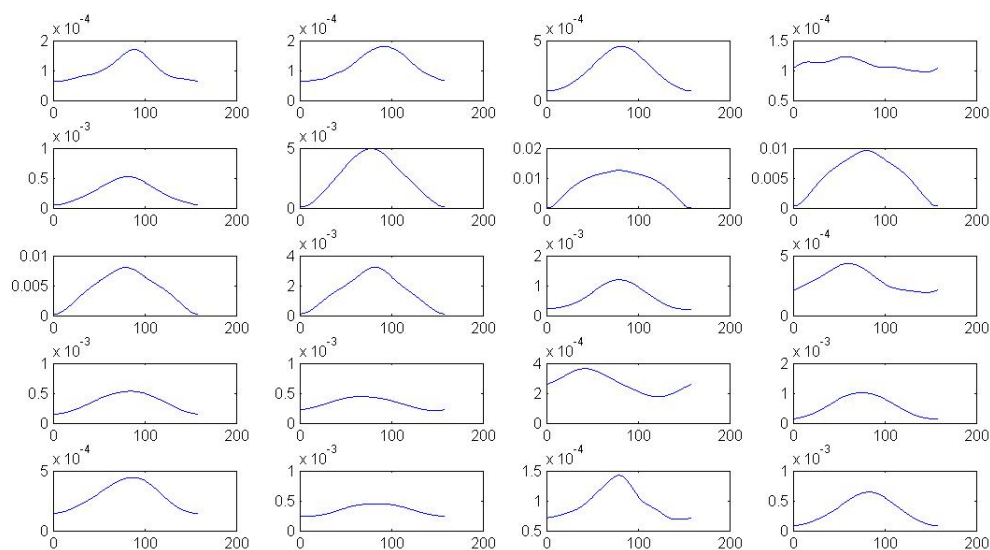 x 10^-4 x 10^-4 x 10^-4 x 10^-4
2 2 5 1.5
1 1 1
0 0 0 0.5
0 100 200 0 100 200 0 100 200 0 100 200
x 10^-3 x 10^-3
1 5 0.02 0.01
0.5 0.01 0.005
0 0 0 0
0 100 200 0 100 200 0 100 200 0 100 200
x 10^-3 x 10^-3 x 10^-4
0.01 4 2 5
0.005 2 1
0 0 0 0
0 100 200 0 100 200 0 100 200 0 100 200
x 10^-3 x 10^-3 x 10^-4 x 10^-3
1 1 4 2
0.5 0.5 2 1
0 0 0 0
0 100 200 0 100 200 0 100 200 0 100 200
x 10^-4 x 10^-3 x 10^-4 x 10^-3
5 1 1.5 1
0.5 1 0.5
0 0 0.5 0
0 100 200 0 100 200 0 100 200 0 100 200